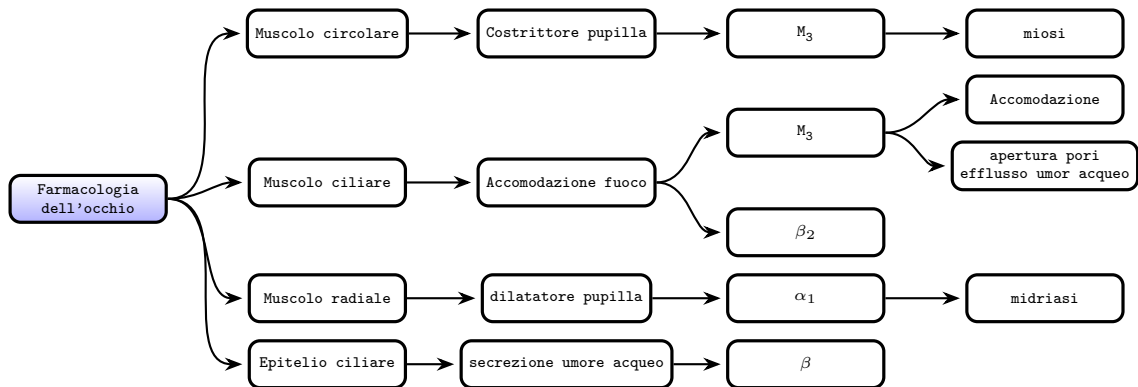 Muscolo circolare
Costrittore pupilla
M₃
miosi
Farmacologia
dell'occhio
Muscolo ciliare
Accomodazione fuoco
M₃
Accomodazione
apertura pori
efflusso umor acqueo
β₂
Muscolo radiale
dilatatore pupilla
α₁
midriasi
Epitelio ciliare
secrezione umore acqueo
β